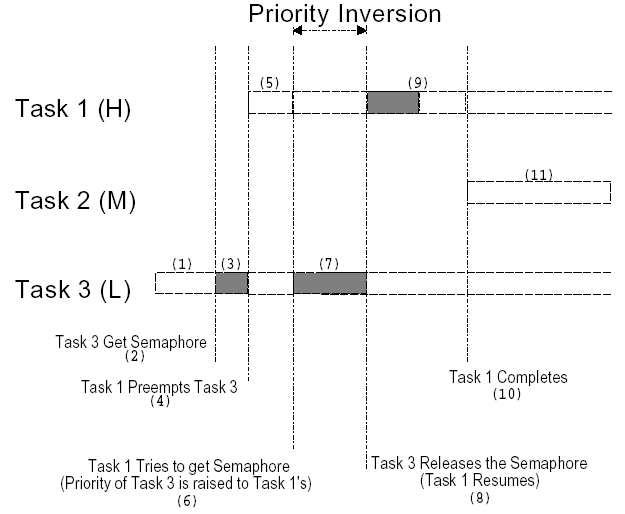 Priority Inversion
(5)
(9)
Task 1 (H)
(11)
Task 2 (M)
(1)
(3)
(7)
Task 3 (L)
Task 3 Get Semaphore
(2)
Task 1 Preempts Task 3
(4)
Task 1 Completes
(10)
Task 1 Tries to get Semaphore
(Priority of Task 3 is raised to Task 1's)
(6)
Task 3 Releases the Semaphore
(Task 1 Resumes)
(8)